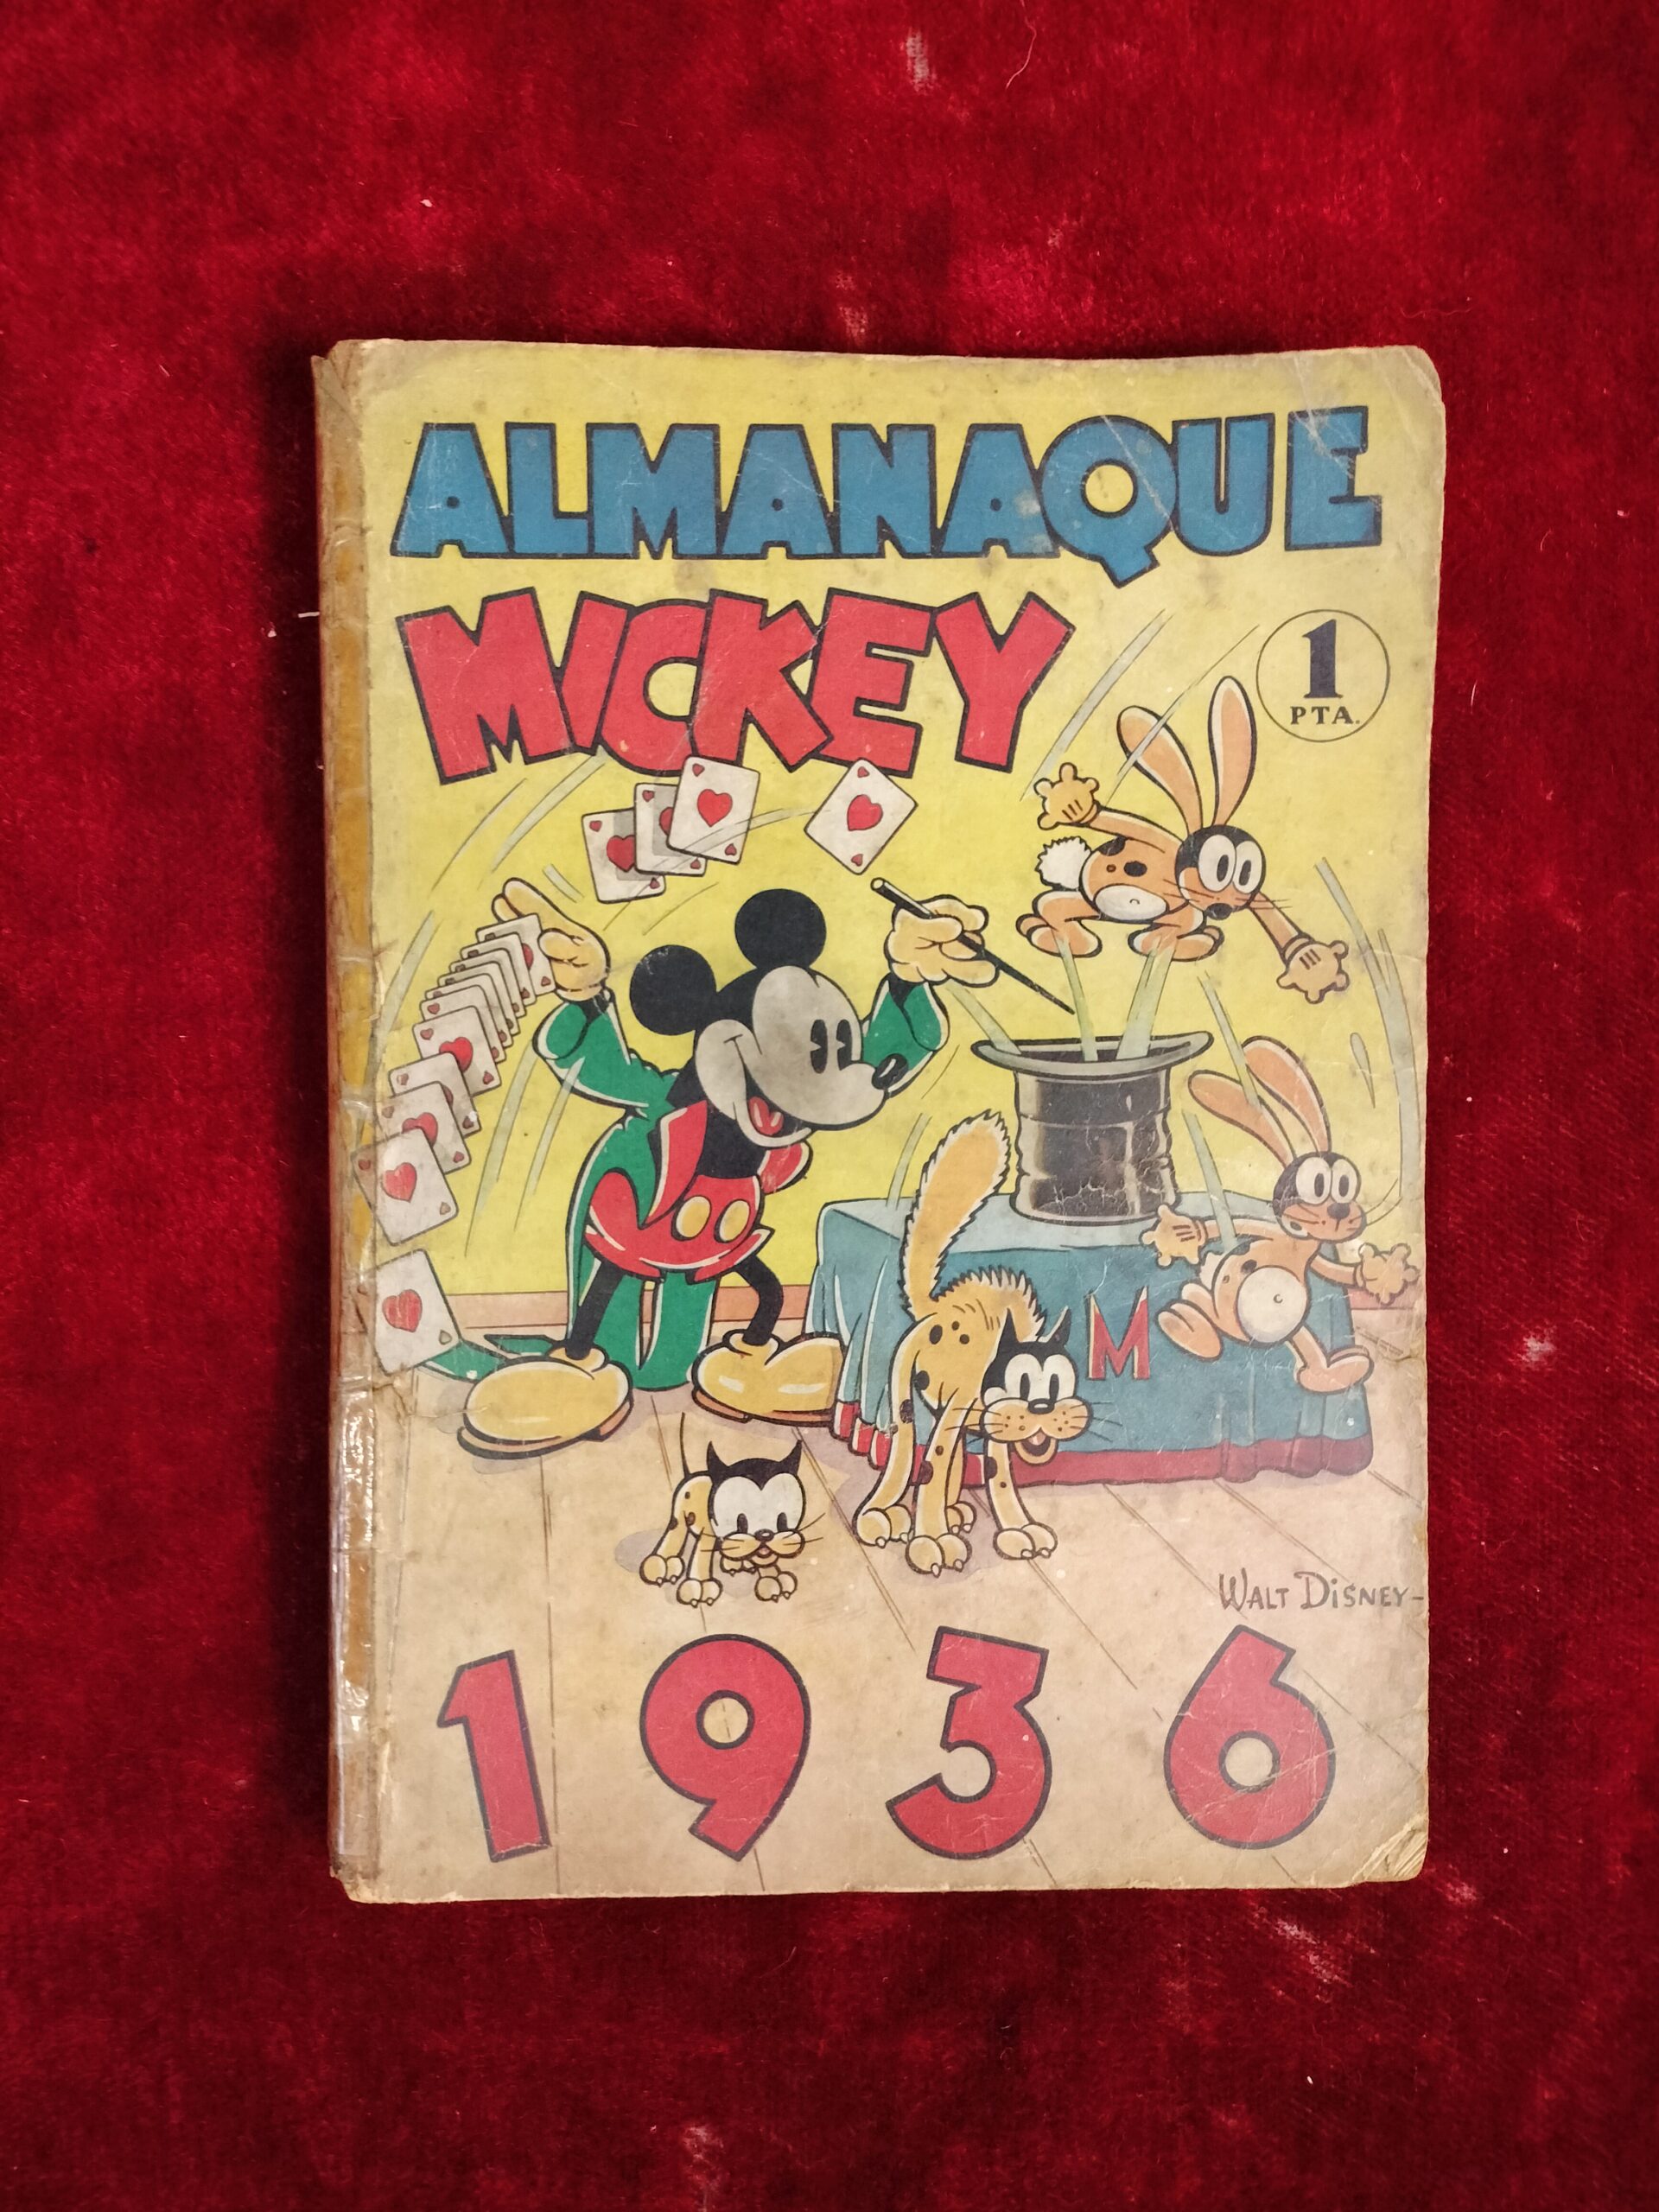 ALMANAQUE
MICKEY
1
PTA.
M
WALT DISNEY-
1936